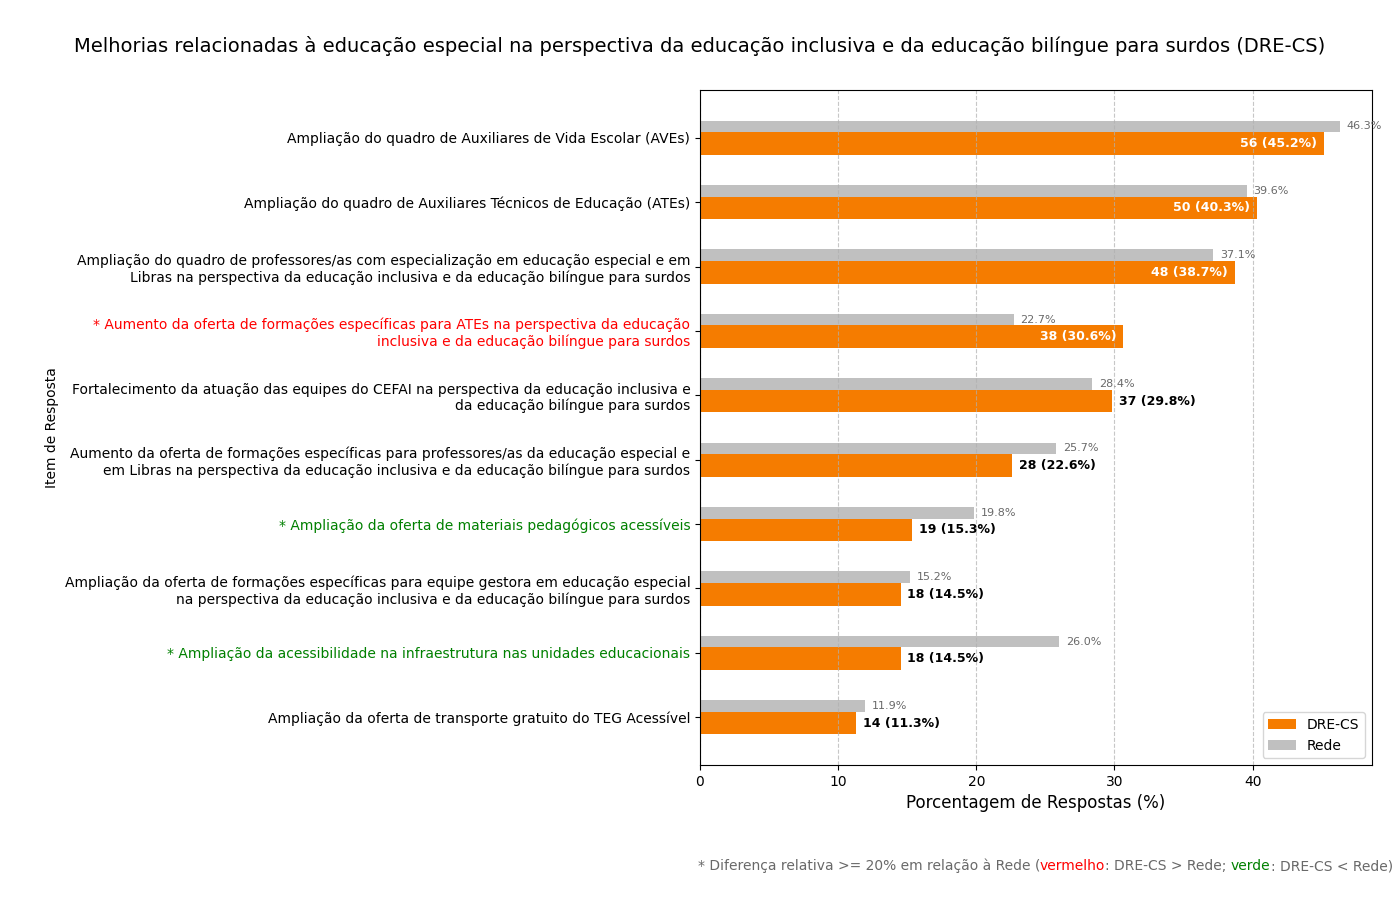 Melhorias relacionadas à educação especial na perspectiva da educação inclusiva e da educação bilíngue para surdos (DRE-CS)
Item de Resposta
Ampliação do quadro de Auxiliares de Vida Escolar (AVEs)
46.3%
56 (45.2%)
Ampliação do quadro de Auxiliares Técnicos de Educação (ATEs)
39.6%
50 (40.3%)
Ampliação do quadro de professores/as com especialização em educação especial e em
Libras na perspectiva da educação inclusiva e da educação bilíngue para surdos
37.1%
48 (38.7%)
* Aumento da oferta de formações específicas para ATEs na perspectiva da educação
inclusiva e da educação bilíngue para surdos
22.7%
38 (30.6%)
Fortalecimento da atuação das equipes do CEFAI na perspectiva da educação inclusiva e
da educação bilíngue para surdos
28.4%
37 (29.8%)
Aumento da oferta de formações específicas para professores/as da educação especial e
em Libras na perspectiva da educação inclusiva e da educação bilíngue para surdos
25.7%
28 (22.6%)
* Ampliação da oferta de materiais pedagógicos acessíveis
19.8%
19 (15.3%)
Ampliação da oferta de formações específicas para equipe gestora em educação especial
na perspectiva da educação inclusiva e da educação bilíngue para surdos
15.2%
18 (14.5%)
* Ampliação da acessibilidade na infraestrutura nas unidades educacionais
26.0%
18 (14.5%)
Ampliação da oferta de transporte gratuito do TEG Acessível
11.9%
14 (11.3%)
DRE-CS
Rede
0 10 20 30 40
Porcentagem de Respostas (%)
* Diferença relativa >= 20% em relação à Rede (vermelho: DRE-CS > Rede; verde: DRE-CS < Rede)